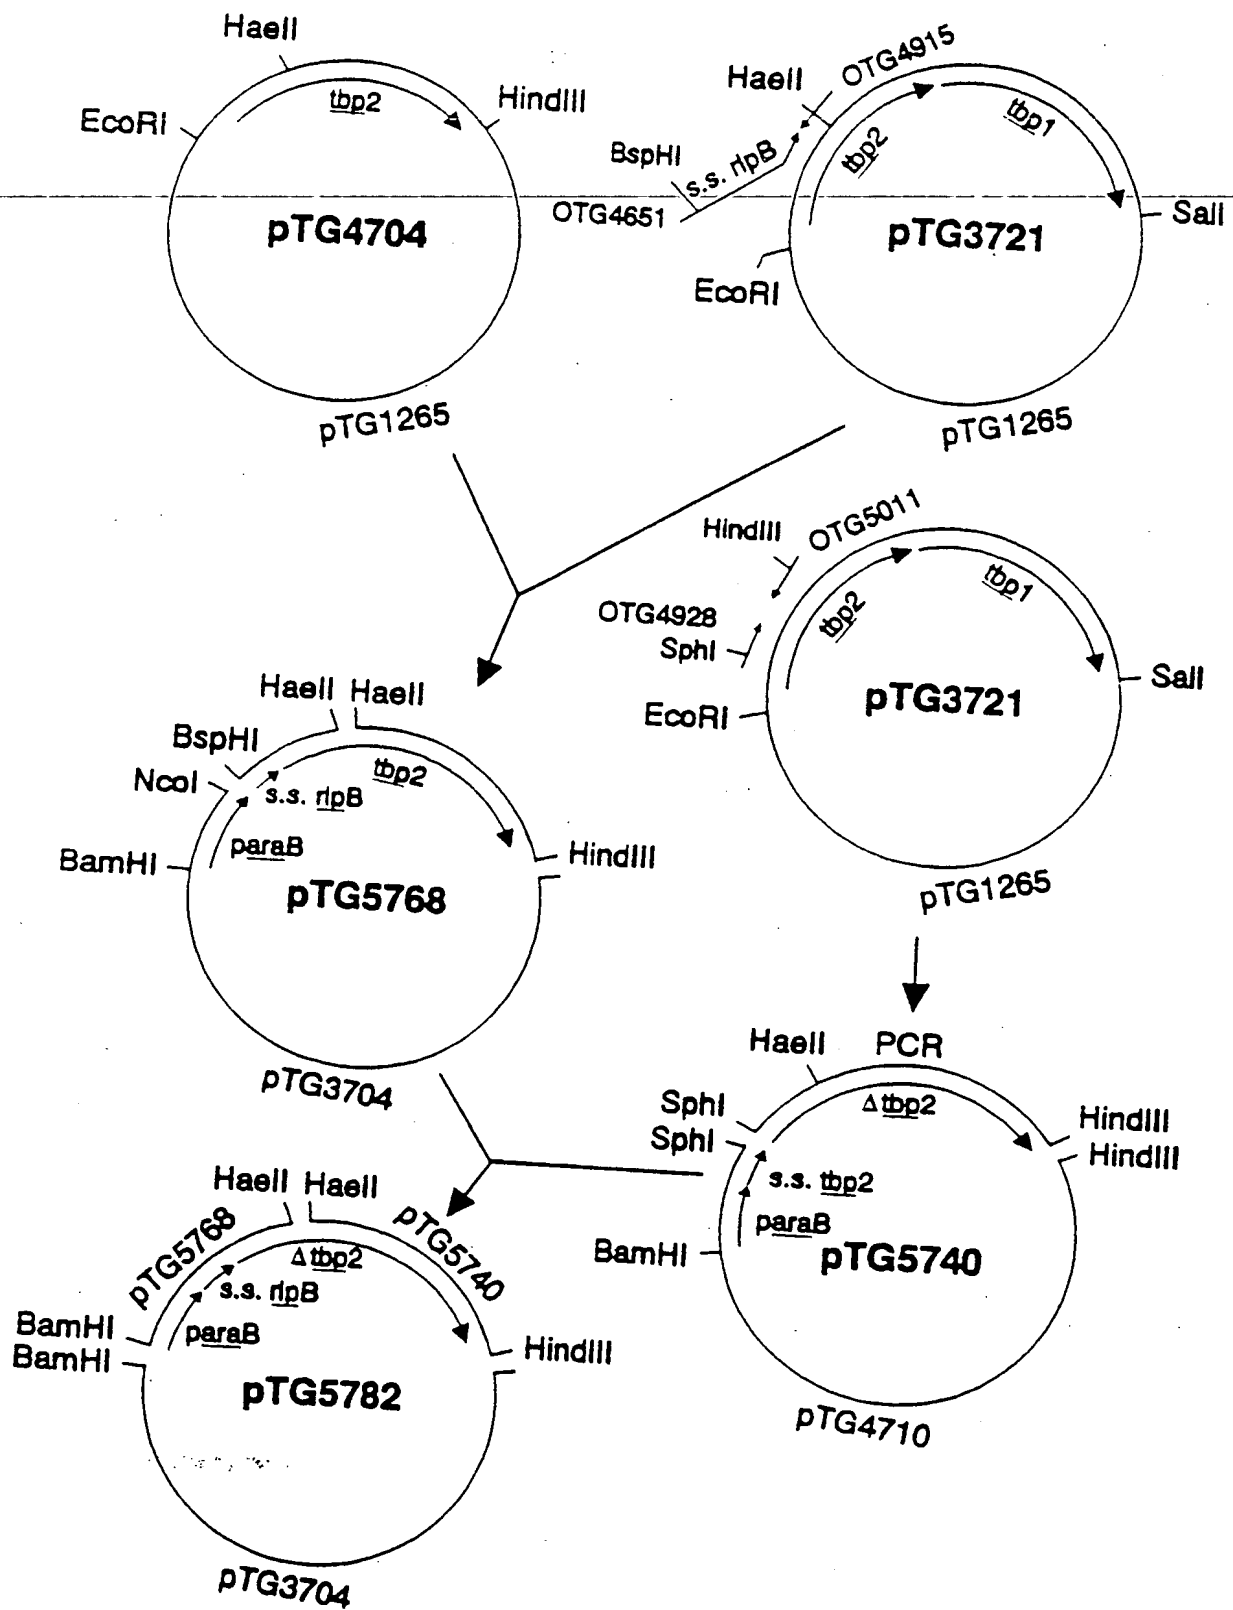 HaeII
EcoRI
tbp2
HindIII
pTG4704
pTG1265
OTG4915
HaeII
BspHI
s.s. rlpB
OTG4651
tbp2
tbp1
SalI
pTG3721
EcoRI
pTG1265
HindIII
OTG5011
OTG4928
SphI
tbp2
tbp1
SalI
EcoRI
pTG3721
pTG1265
HaeII HaeII
BspHI
NcoI
tbp2
s.s. rlpB
paraB
BamHI
HindIII
pTG5768
pTG3704
HaeII
PCR
SphI
SphI
Δ tbp2
HindIII
HindIII
s.s. tbp2
paraB
BamHI
pTG5740
pTG4710
HaeII HaeII
pTG5768
pTG5740
Δ tbp2
s.s. rlpB
paraB
BamHI
BamHI
HindIII
pTG5782
pTG3704